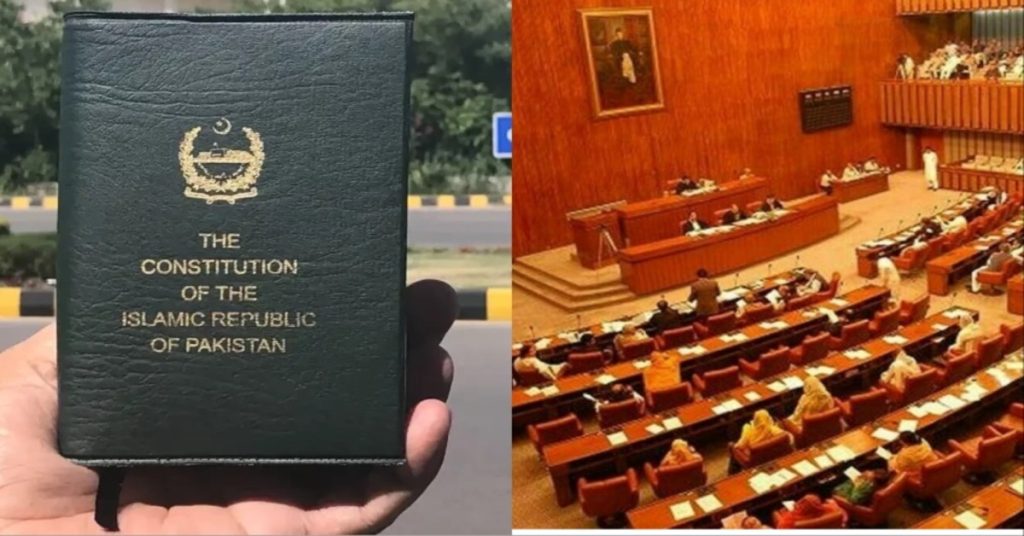 THE
CONSTITUTION
OF THE
ISLAMIC REPUBLIC
OF PAKISTAN